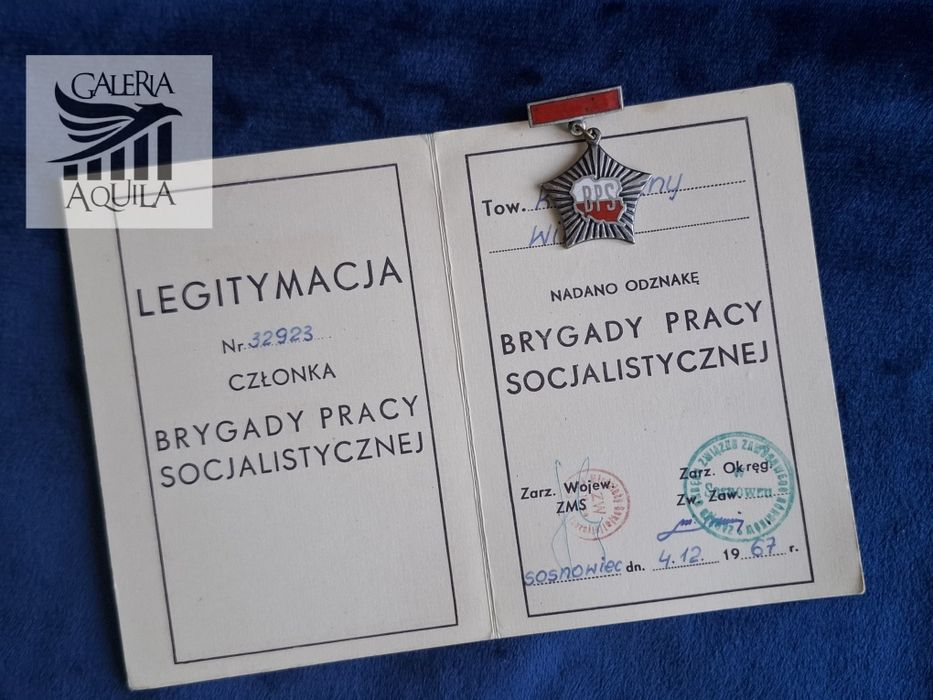 GALERIA
AQUILA
LEGITYMACJA
Nr. 32923
CZŁONKA
BRYGADY PRACY
SOCJALISTYCZNEJ
BPS
Tow.
NADANO ODZNAKĘ
BRYGADY PRACY
SOCJALISTYCZNEJ
Zarz. Wojew.
ZMS
Zarz. Okręg.
Zw. Zaw.
Sosnowcu
sosnowiec dn. 4.12. 1967 r.